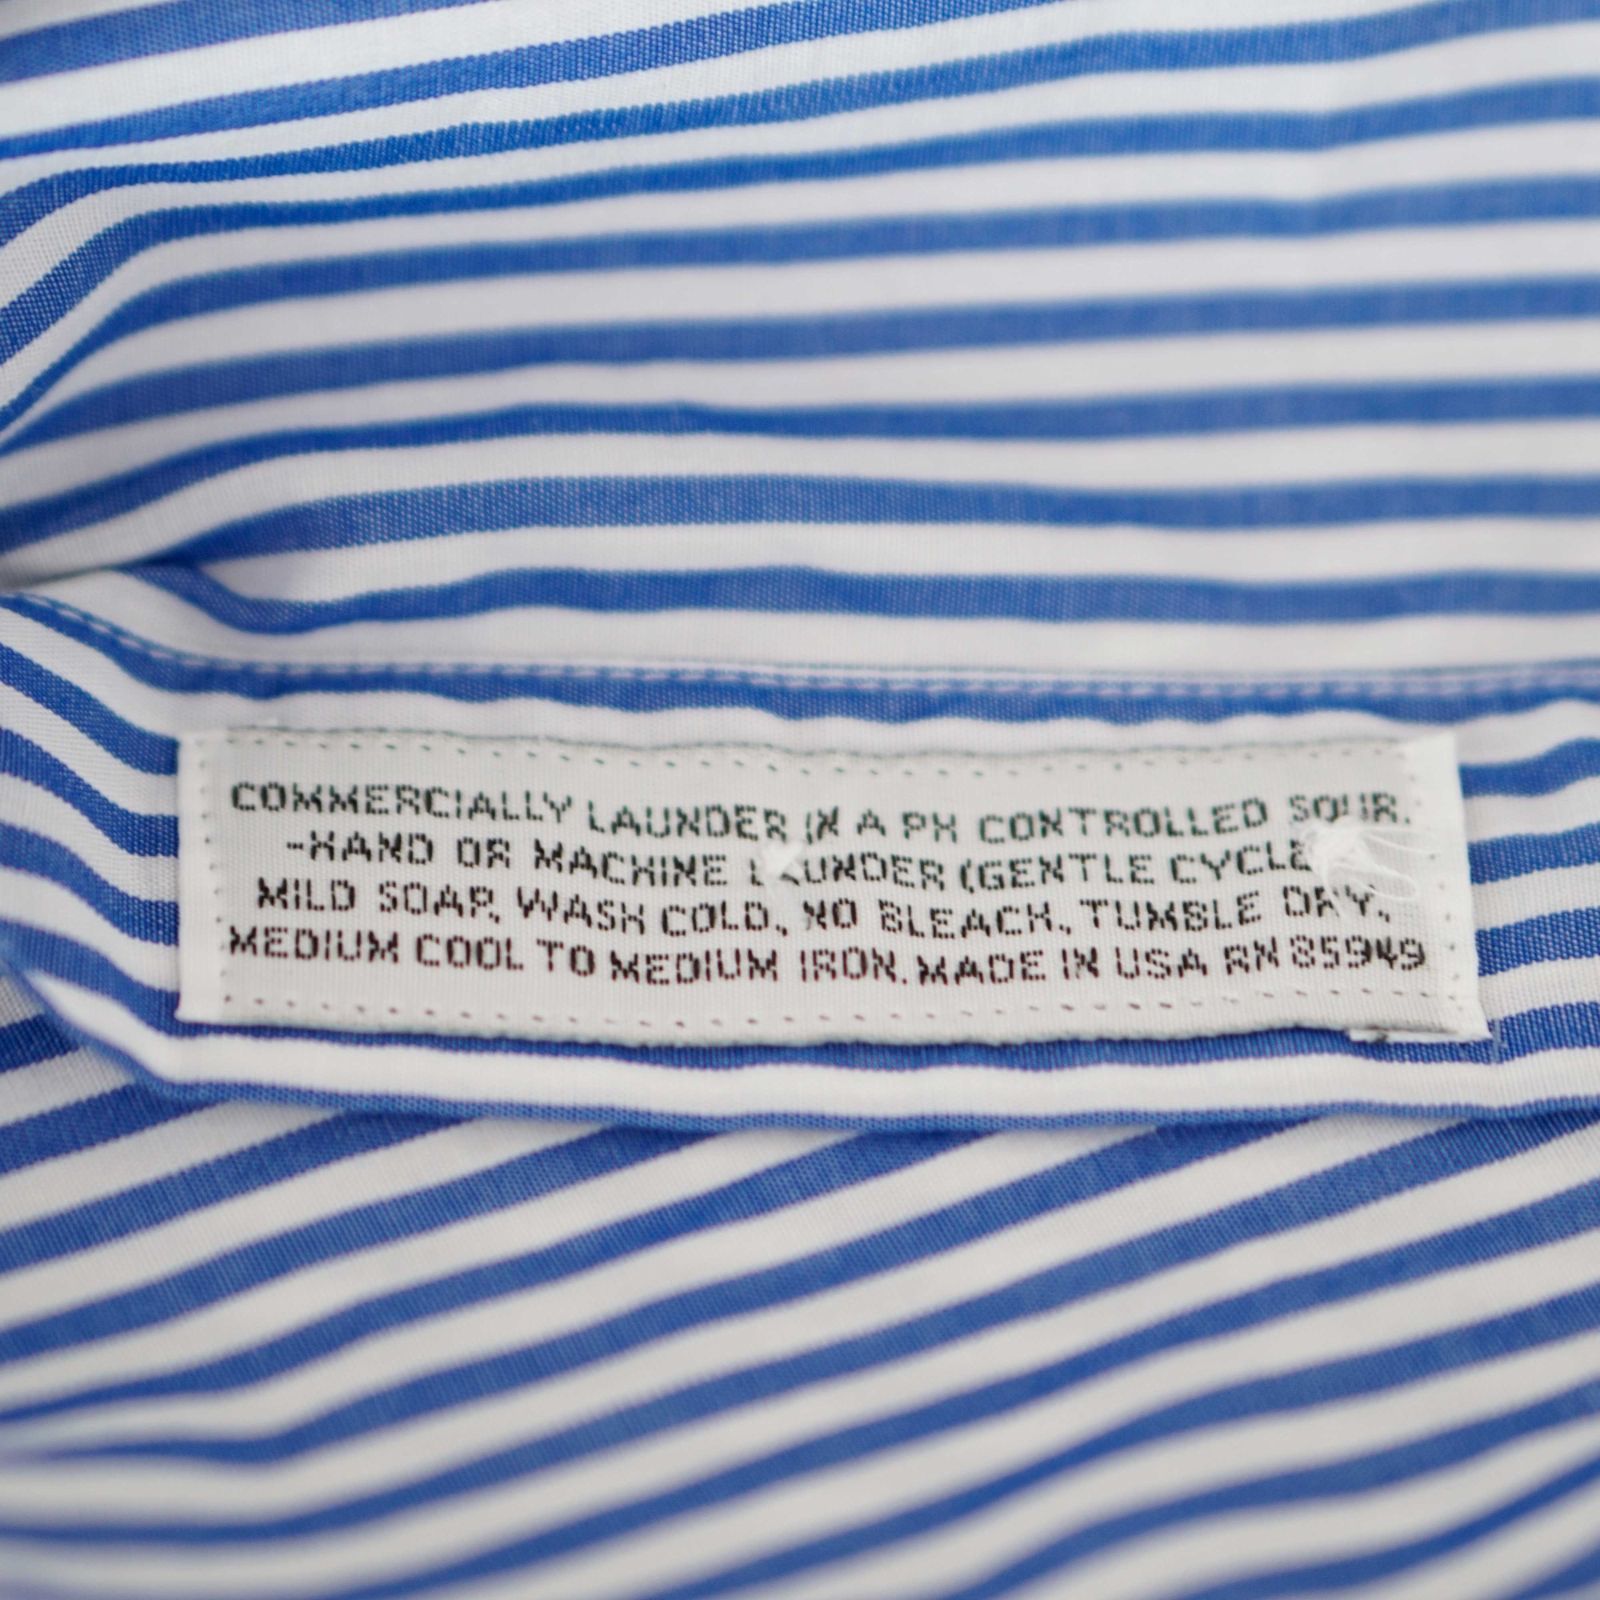 COMMERCIALLY LAUNDER IN A PH CONTROLLED SOUR.
-HAND OR MACHINE LAUNDER (GENTLE CYCLE
MILD SOAP, WASH COLD, NO BLEACH, TUMBLE DRY,
MEDIUM COOL TO MEDIUM IRON. MADE IN USA RN 85949